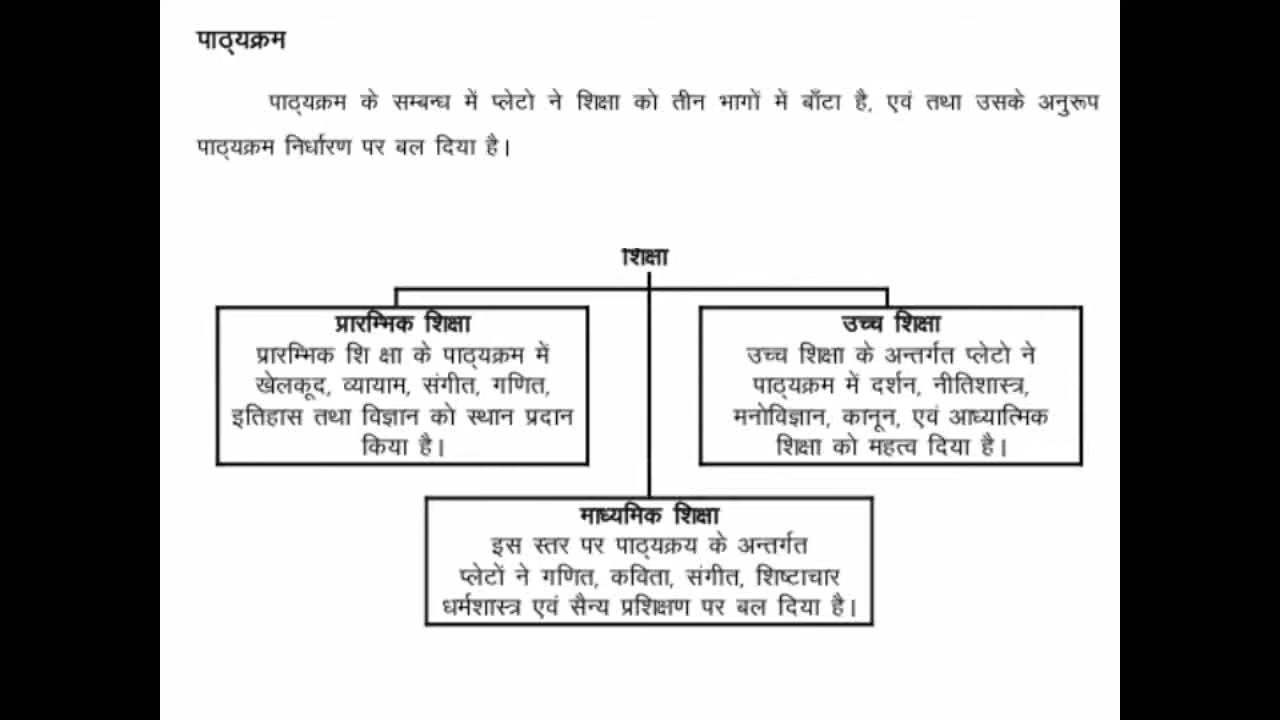 पाठ्यक्रम
पाठ्यक्रम के सम्बन्ध में प्लेटो ने शिक्षा को तीन भागों में बाँटा है, एवं तथा उसके अनुरूप
पाठ्यक्रम निर्धारण पर बल दिया है।
शिक्षा
प्रारम्भिक शिक्षा
प्रारम्भिक शि क्षा के पाठ्यक्रम में
खेलकूद, व्यायाम, संगीत, गणित,
इतिहास तथा विज्ञान को स्थान प्रदान
किया है।
उच्च शिक्षा
उच्च शिक्षा के अन्तर्गत प्लेटो ने
पाठ्यक्रम में दर्शन, नीतिशास्त्र,
मनोविज्ञान, कानून, एवं आध्यात्मिक
शिक्षा को महत्व दिया है।
माध्यमिक शिक्षा
इस स्तर पर पाठ्यक्रय के अन्तर्गत
प्लेटों ने गणित, कविता, संगीत, शिष्टाचार
धर्मशास्त्र एवं सैन्य प्रशिक्षण पर बल दिया है।